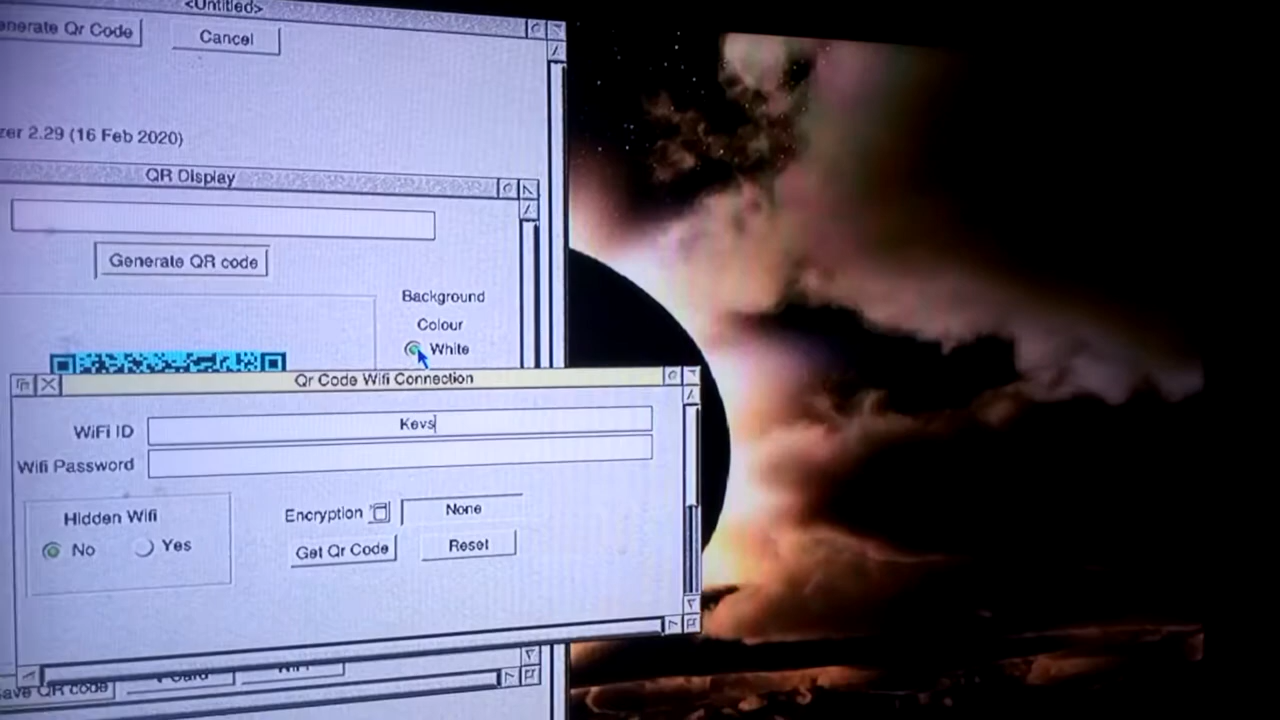 <Untitled>
enerate Qr Code
Cancel
zer 2.29 (16 Feb 2020)
QR Display
Generate QR code
Background
Colour
White
Qr Code Wifi Connection
WiFi ID
Kevs
Wifi Password
Hidden Wifi
No
Yes
Encryption
None
Get Qr Code
Reset
ave QR code